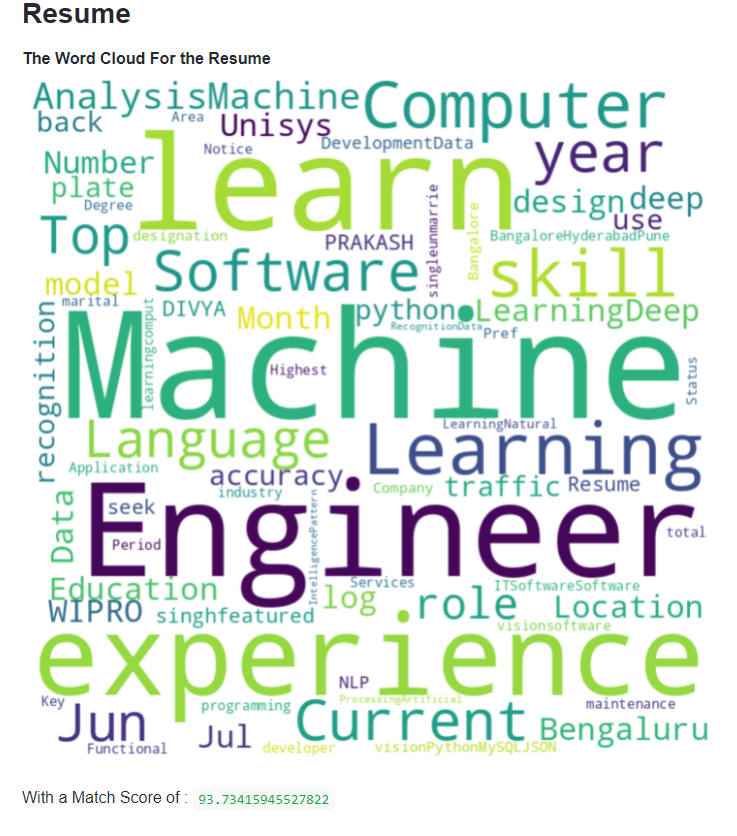 Resume
The Word Cloud For the Resume
AnalysisMachine
Computer
back
Area
Unisys
DevelopmentData
Notice
learn
year
Number
plate
Degree
design
deep
use
Top
designation
PRAKASH
singleunmarrie
Bangalore
BangaloreHyderabadPune
Software
skill
model
marital
DIVYA
Month
python
LearningDeep
RecognitionData
Pref
learningcomput
recognition
Machine
Highest
Status
Language
LearningNatural
Learning
Application
accuracy
industry
Company
traffic
Resume
Data
seek
Period
Engineer
total
IntelligencePattern
Education
Services
ITSoftwareSoftware
WIPRO
singhfeatured
log
role
Location
visionsoftware
experience
NLP
Key
programming
ProcessingArtificial
maintenance
Jun
Functional
Jul
Current
developer
visionPythonMySQLJSON
Bengaluru
With a Match Score of : 93.73415945527822